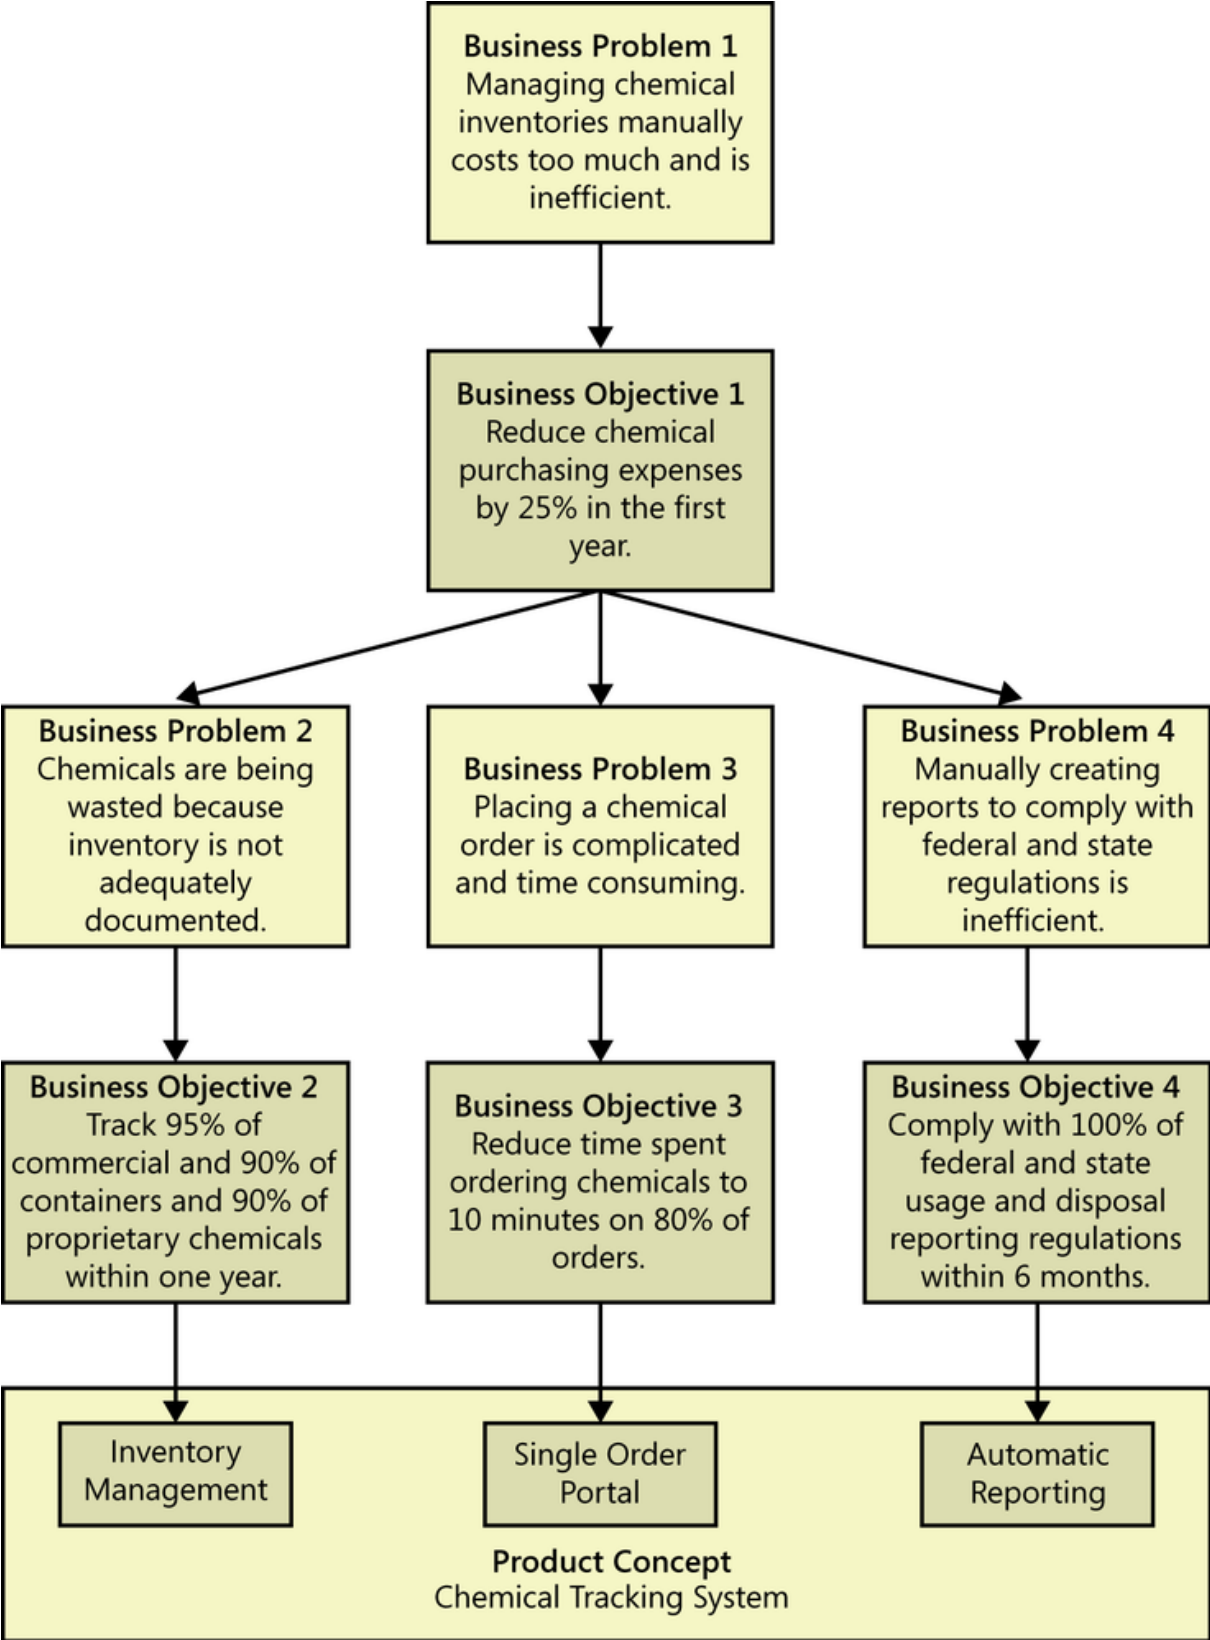 Business Problem 1
Managing chemical
inventories manually
costs too much and is
inefficient.
Business Objective 1
Reduce chemical
purchasing expenses
by 25% in the first
year.
Business Problem 2
Chemicals are being
wasted because
inventory is not
adequately
documented.
Business Problem 3
Placing a chemical
order is complicated
and time consuming.
Business Problem 4
Manually creating
reports to comply with
federal and state
regulations is
inefficient.
Business Objective 2
Track 95% of
commercial and 90% of
containers and 90% of
proprietary chemicals
within one year.
Business Objective 3
Reduce time spent
ordering chemicals to
10 minutes on 80% of
orders.
Business Objective 4
Comply with 100% of
federal and state
usage and disposal
reporting regulations
within 6 months.
Inventory
Management
Single Order
Portal
Automatic
Reporting
Product Concept
Chemical Tracking System